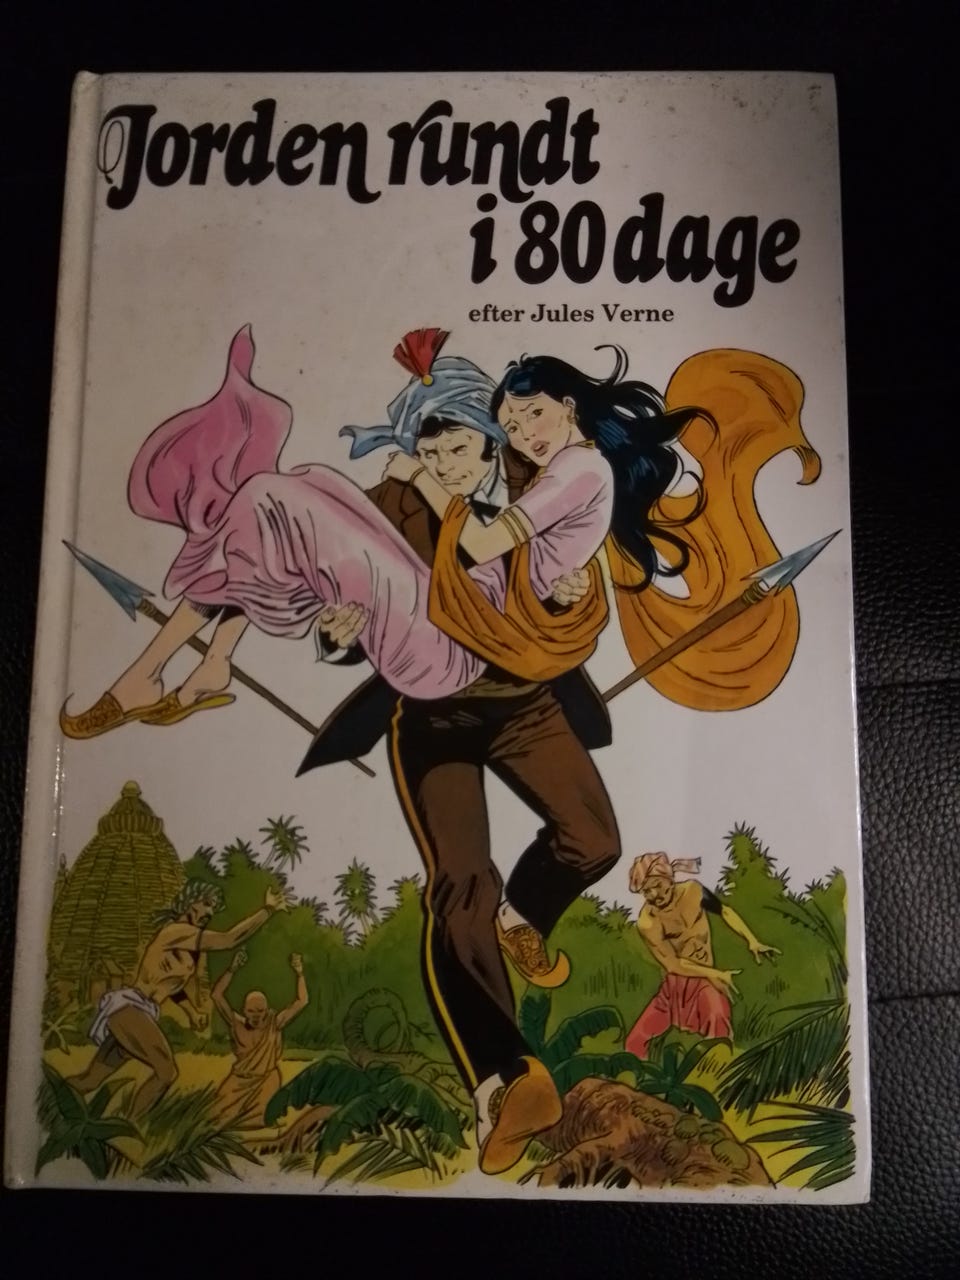 Jorden rundt
i 80 dage
efter Jules Verne